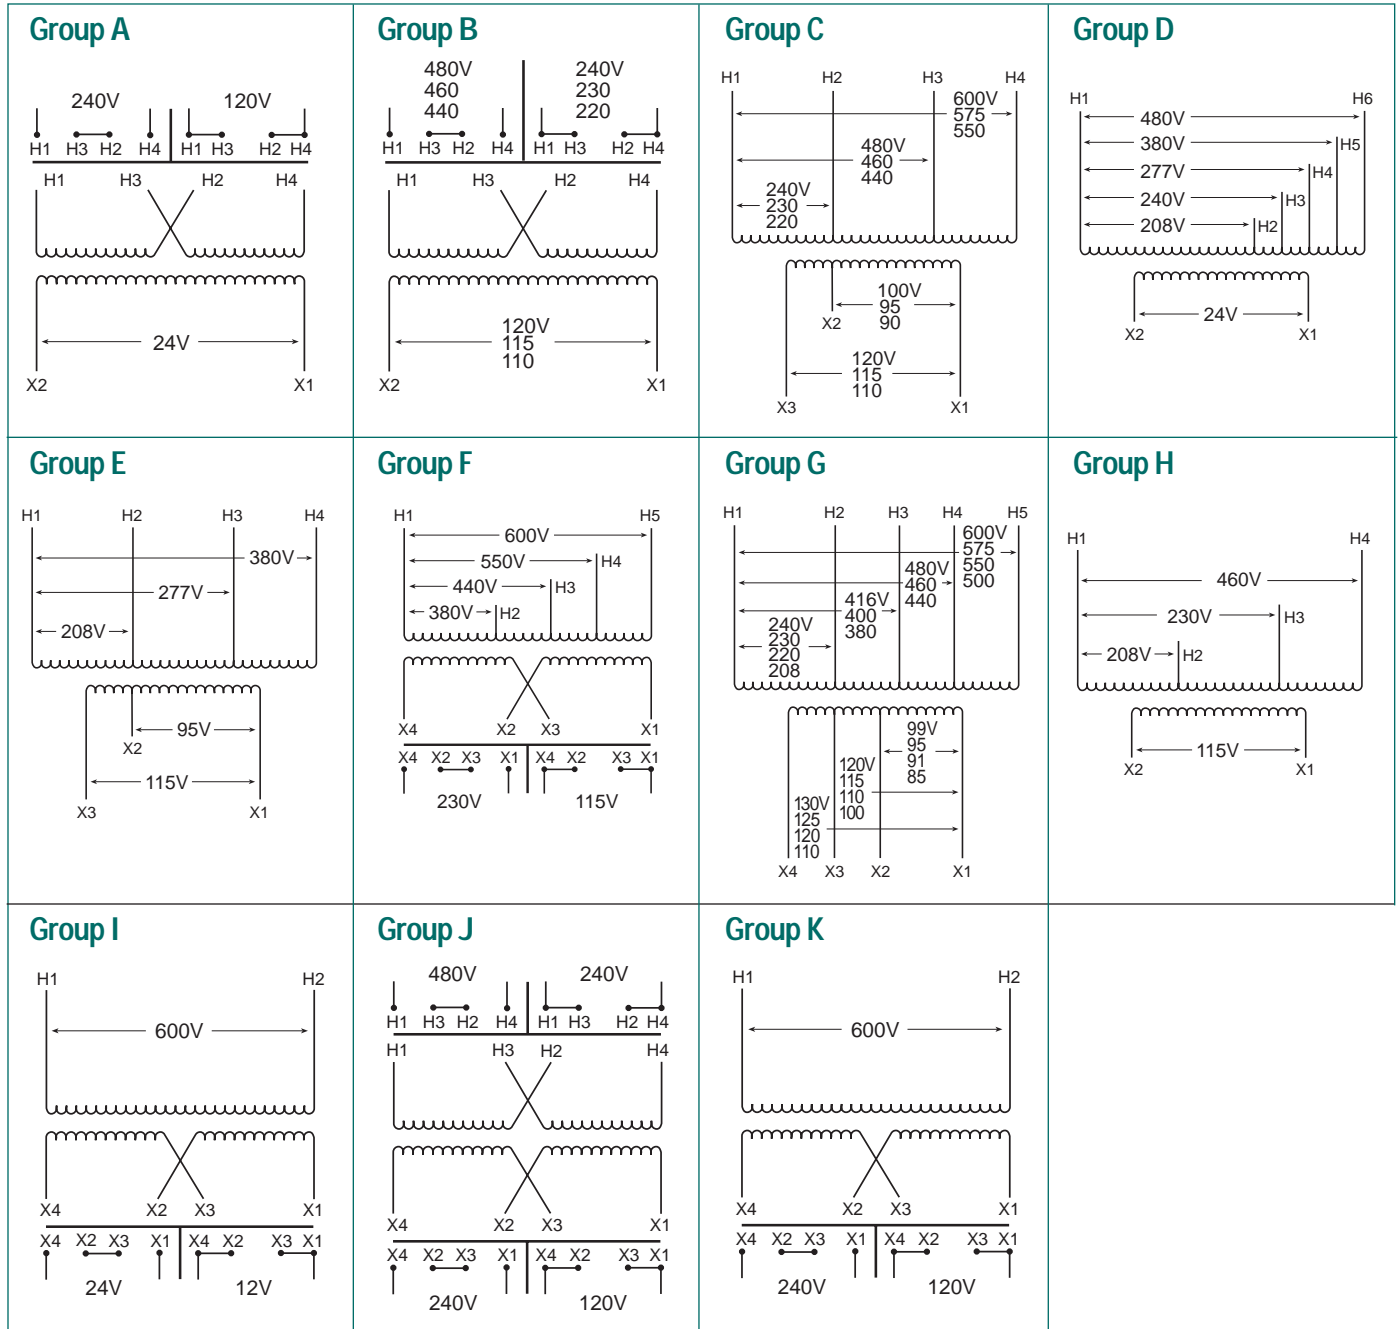 Group A
240V 120V
H1 H3 H2 H4 H1 H3 H2 H4
H1 H3 H2 H4
24V
X2 X1
Group B
480V 240V
460 230
440 220
H1 H3 H2 H4 H1 H3 H2 H4
H1 H3 H2 H4
120V
115
110
X2 X1
Group C
H1 H2 H3 H4
600V
575
550
480V
460
440
240V
230
220
100V
95
90
X2
120V
115
110
X3 X1
Group D
H1 H6
480V
380V H5
277V H4
240V H3
208V H2
24V
X2 X1
Group E
H1 H2 H3 H4
380V
277V
208V
95V
X2
115V
X3 X1
Group F
H1 H5
600V
550V H4
440V H3
380V H2
X4 X2 X3 X1
X4 X2 X3 X1 X4 X2 X3 X1
230V 115V
Group G
H1 H2 H3 H4 H5
600V
575
550
500
480V
460
440
416V
400
380
240V
230
220
208
99V
95
91
85
120V
115
110
100
130V
125
120
110
X4 X3 X2 X1
Group H
H1 H4
460V
230V H3
208V H2
115V
X2 X1
Group I
H1 H2
600V
X4 X2 X3 X1
X4 X2 X3 X1 X4 X2 X3 X1
24V 12V
Group J
480V 240V
H1 H3 H2 H4 H1 H3 H2 H4
H1 H3 H2 H4
X4 X2 X3 X1
X4 X2 X3 X1 X4 X2 X3 X1
240V 120V
Group K
H1 H2
600V
X4 X2 X3 X1
X4 X2 X3 X1 X4 X2 X3 X1
240V 120V